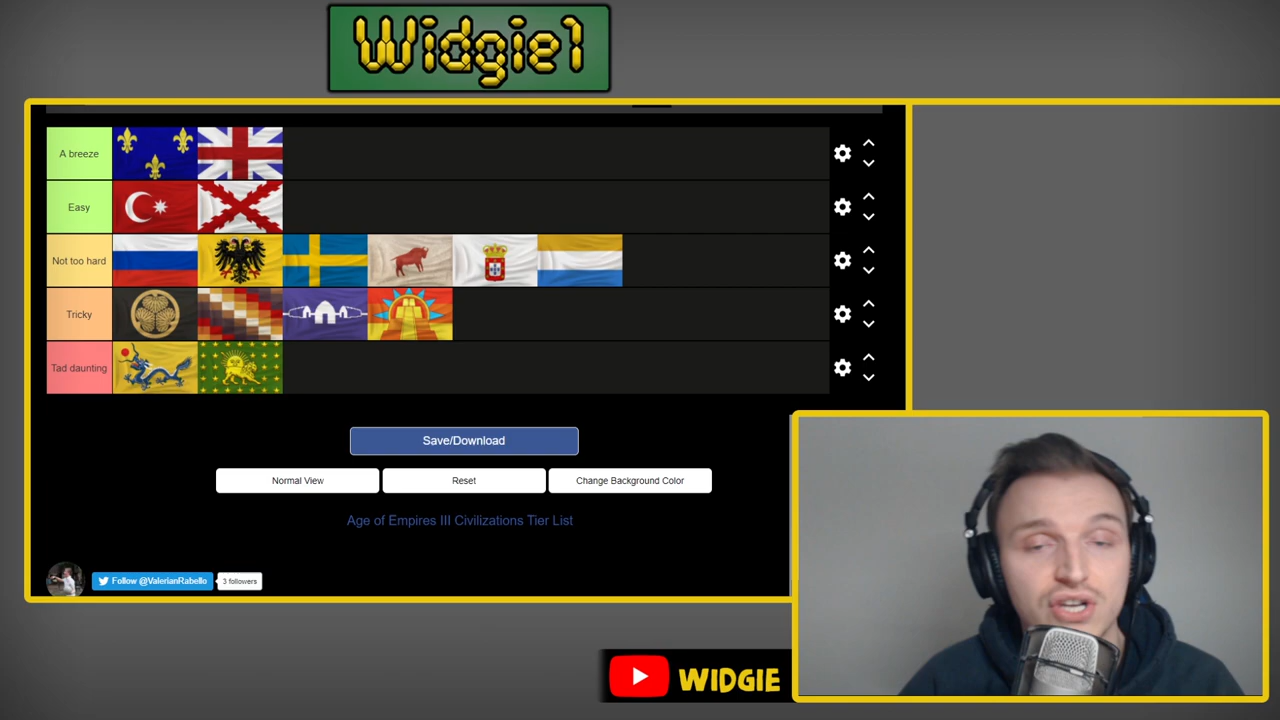 Widgie1
A breeze
Easy
Not too hard
Tricky
Tad daunting
Save/Download
Normal View
Reset
Change Background Color
Age of Empires III Civilizations Tier List
Follow @ValerianRabello
3 followers
WIDGIE